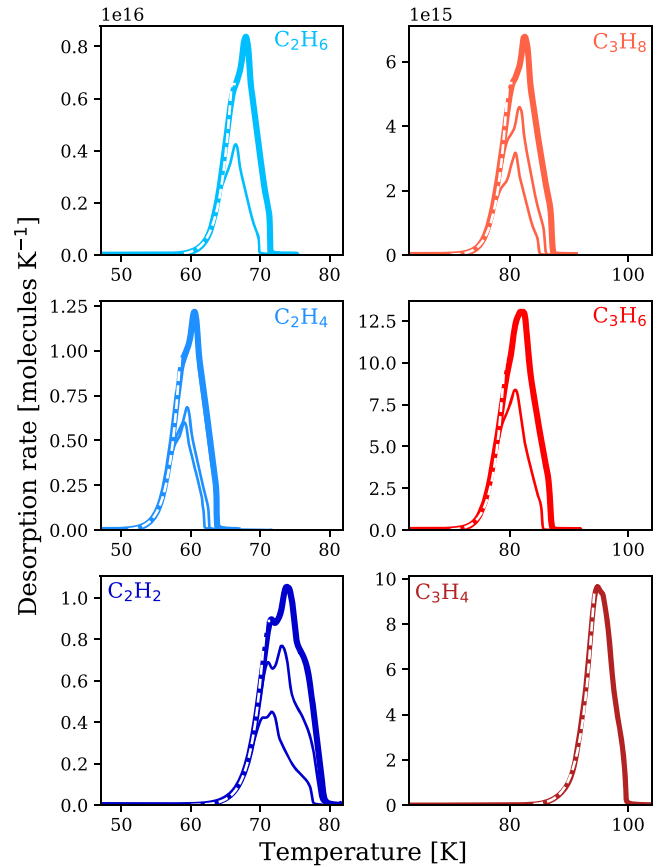 1e16
C₂H₆
0.8
0.6
0.4
0.2
0.0
50 60 70 80
1e15
C₃H₈
6
4
2
0
80 100
C₂H₄
1.25
1.00
0.75
0.50
0.25
0.00
50 60 70 80
C₃H₆
12.5
10.0
7.5
5.0
2.5
0.0
80 100
C₂H₂
1.0
0.8
0.6
0.4
0.2
0.0
50 60 70 80
C₃H₄
10
8
6
4
2
0
80 100
Desorption rate [molecules K⁻¹]
Temperature [K]